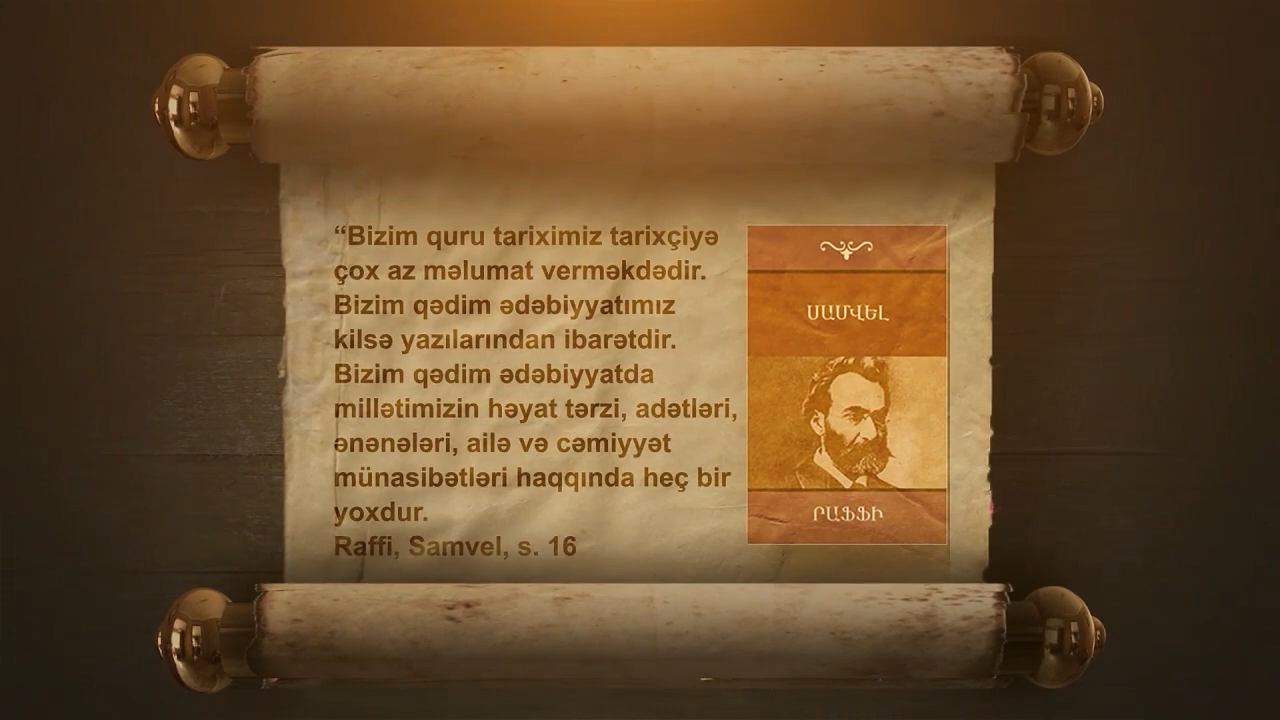 “Bizim quru tariximiz tarixçiyə
çox az məlumat verməkdədir.
Bizim qədim ədəbiyyatımız
kilsə yazılarından ibarətdir.
Bizim qədim ədəbiyyatda
millətimizin həyat tərzi, adətləri,
ənənələri, ailə və cəmiyyət
münasibətləri haqqında heç bir
yoxdur.
Raffi, Samvel, s. 16
ՍԱՄՎԵԼ
ՐԱՖՖԻ